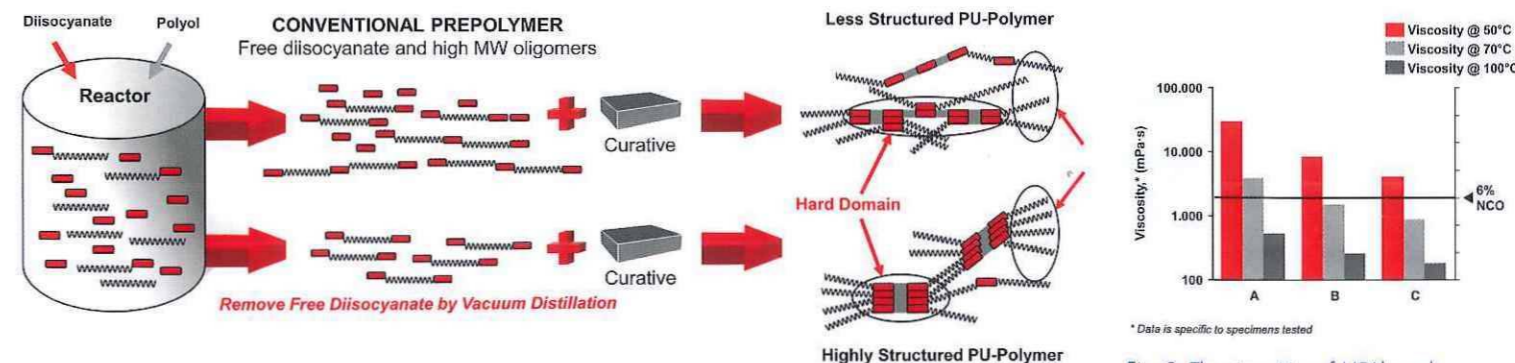 Diisocyanate
Polyol
Reactor
CONVENTIONAL PREPOLYMER
Free diisocyanate and high MW oligomers
Curative
Curative
Remove Free Diisocyanate by Vacuum Distillation
Less Structured PU-Polymer
Hard Domain
Highly Structured PU-Polymer
Viscosity @ 50°C
Viscosity @ 70°C
Viscosity @ 100°C
Viscosity,* (mPa·s)
100.000
10.000
1.000
100
6%
NCO
A
B
C
* Data is specific to specimens tested